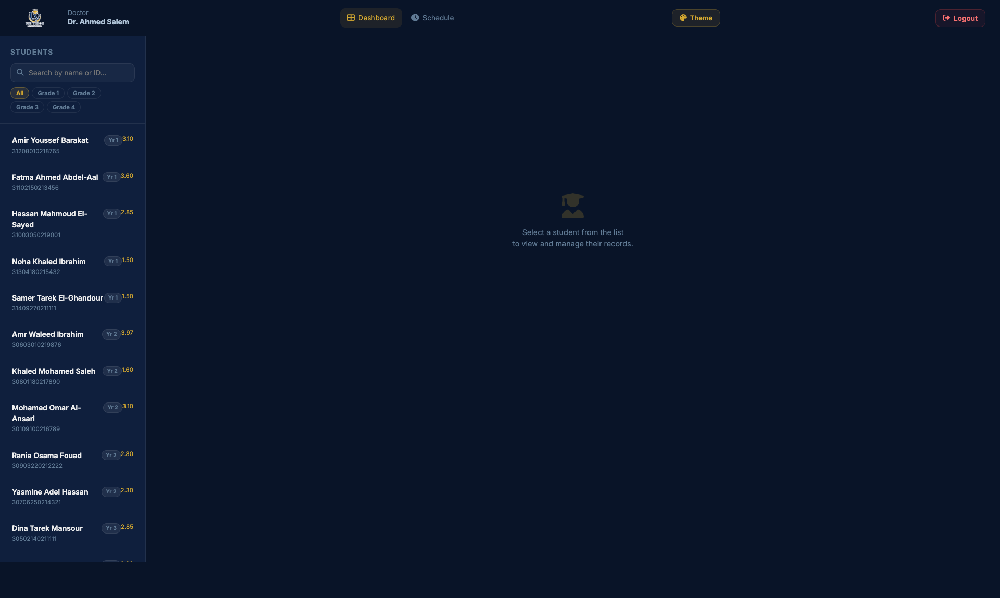 Doctor
Dr. Ahmed Salem
Dashboard
Schedule
Theme
Logout
STUDENTS
Search by name or ID...
All
Grade 1
Grade 2
Grade 3
Grade 4
Amir Youssef Barakat
Yr 1
3.10
31208010218765
Fatma Ahmed Abdel-Aal
Yr 1
3.60
31102150213456
Hassan Mahmoud El-
Sayed
Yr 1
2.85
31003050219001
Noha Khaled Ibrahim
Yr 1
1.50
31304180215432
Samer Tarek El-Ghandour
Yr 1
1.50
31409270211111
Amr Waleed Ibrahim
Yr 2
3.97
30603010219876
Khaled Mohamed Saleh
Yr 2
1.60
30801180217890
Mohamed Omar Al-
Ansari
Yr 2
3.10
30109100216789
Rania Osama Fouad
Yr 2
2.80
30903220212222
Yasmine Adel Hassan
Yr 2
2.30
30706250214321
Dina Tarek Mansour
Yr 3
2.85
30502140211111
Select a student from the list
to view and manage their records.